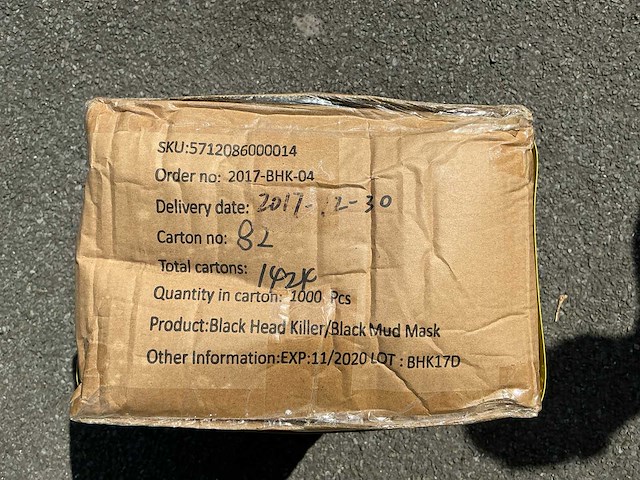 SKU:5712086000014
Order no: 2017-BHK-04
Delivery date: 2017-12-30
Carton no: 82
Total cartons: 1424
Quantity in carton: 1000 Pcs
Product:Black Head Killer/Black Mud Mask
Other Information:EXP:11/2020 LOT : BHK17D